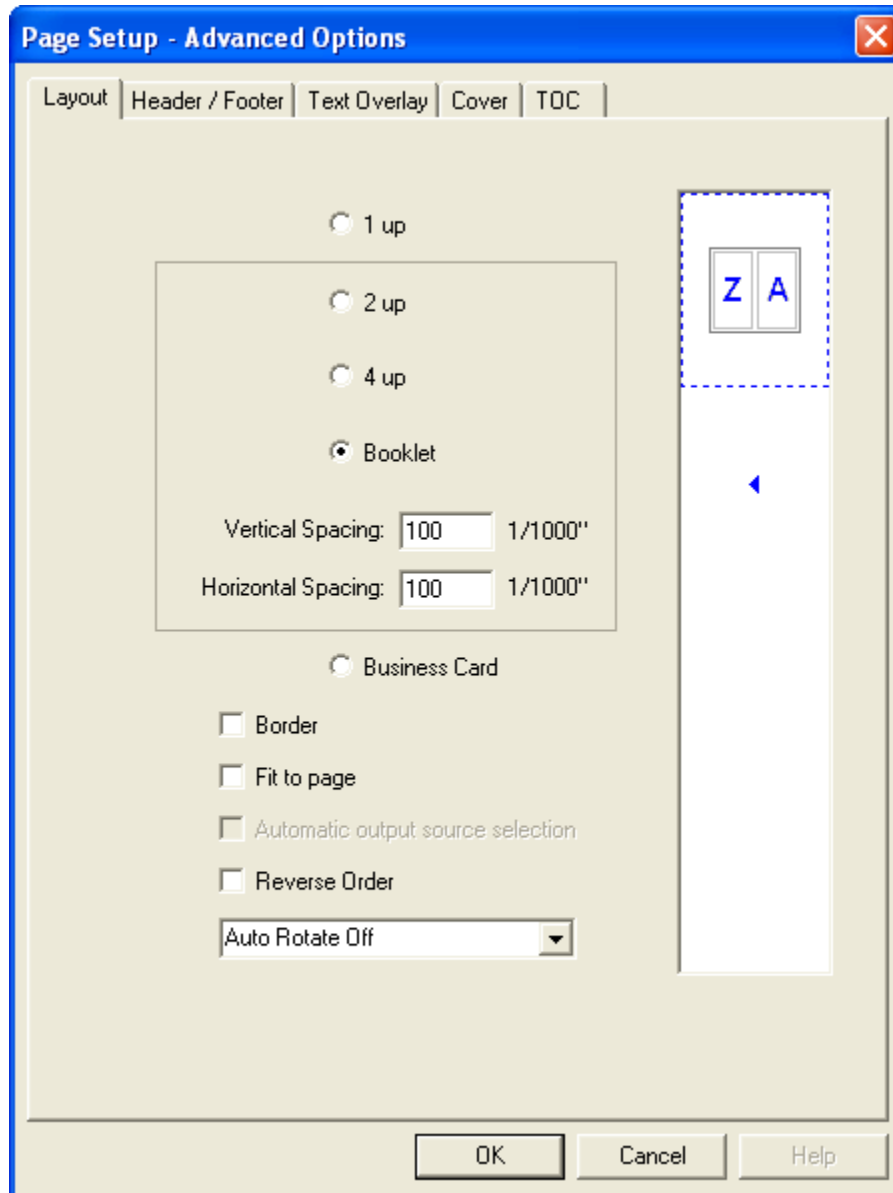 Page Setup - Advanced Options
Layout Header / Footer Text Overlay Cover TOC
1 up
Z A
2 up
4 up
Booklet
Vertical Spacing: 100 1/1000"
Horizontal Spacing: 100 1/1000"
Business Card
Border
Fit to page
Automatic output source selection
Reverse Order
Auto Rotate Off
OK Cancel Help